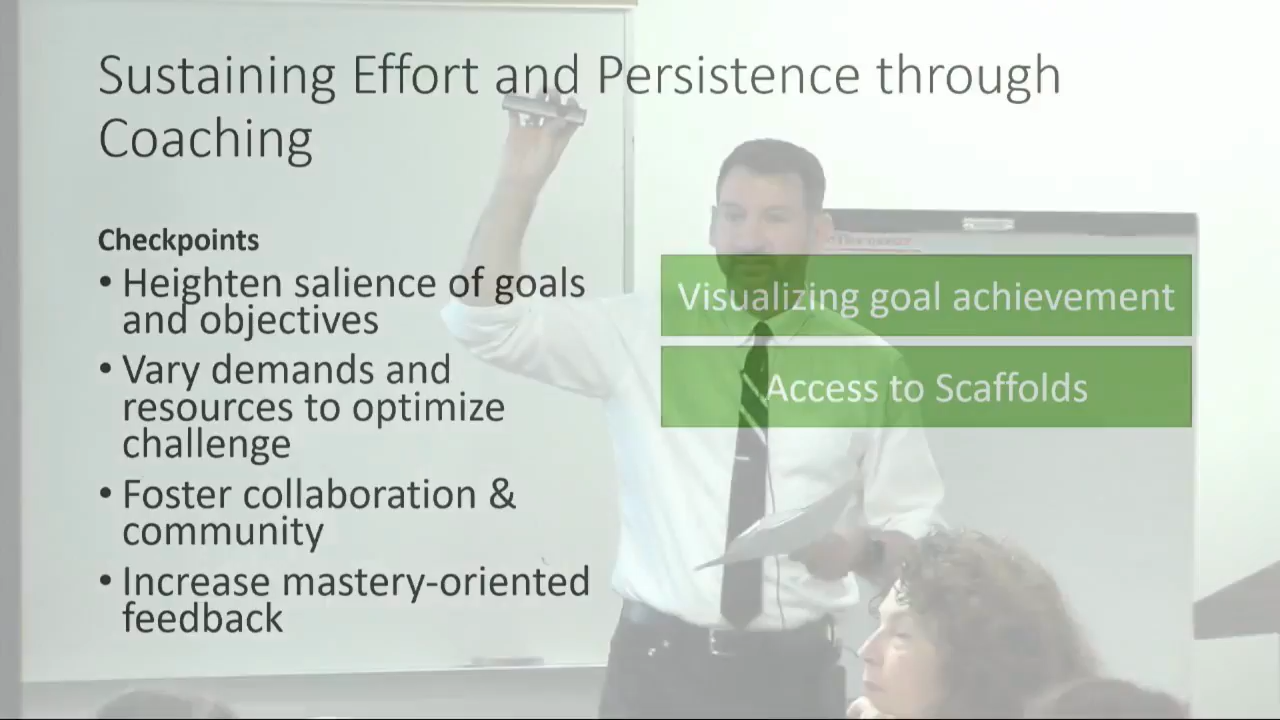 Sustaining Effort and Persistence through
Coaching
Checkpoints
• Heighten salience of goals
and objectives
• Vary demands and
resources to optimize
challenge
• Foster collaboration &
community
• Increase mastery-oriented
feedback
Visualizing goal achievement
Access to Scaffolds